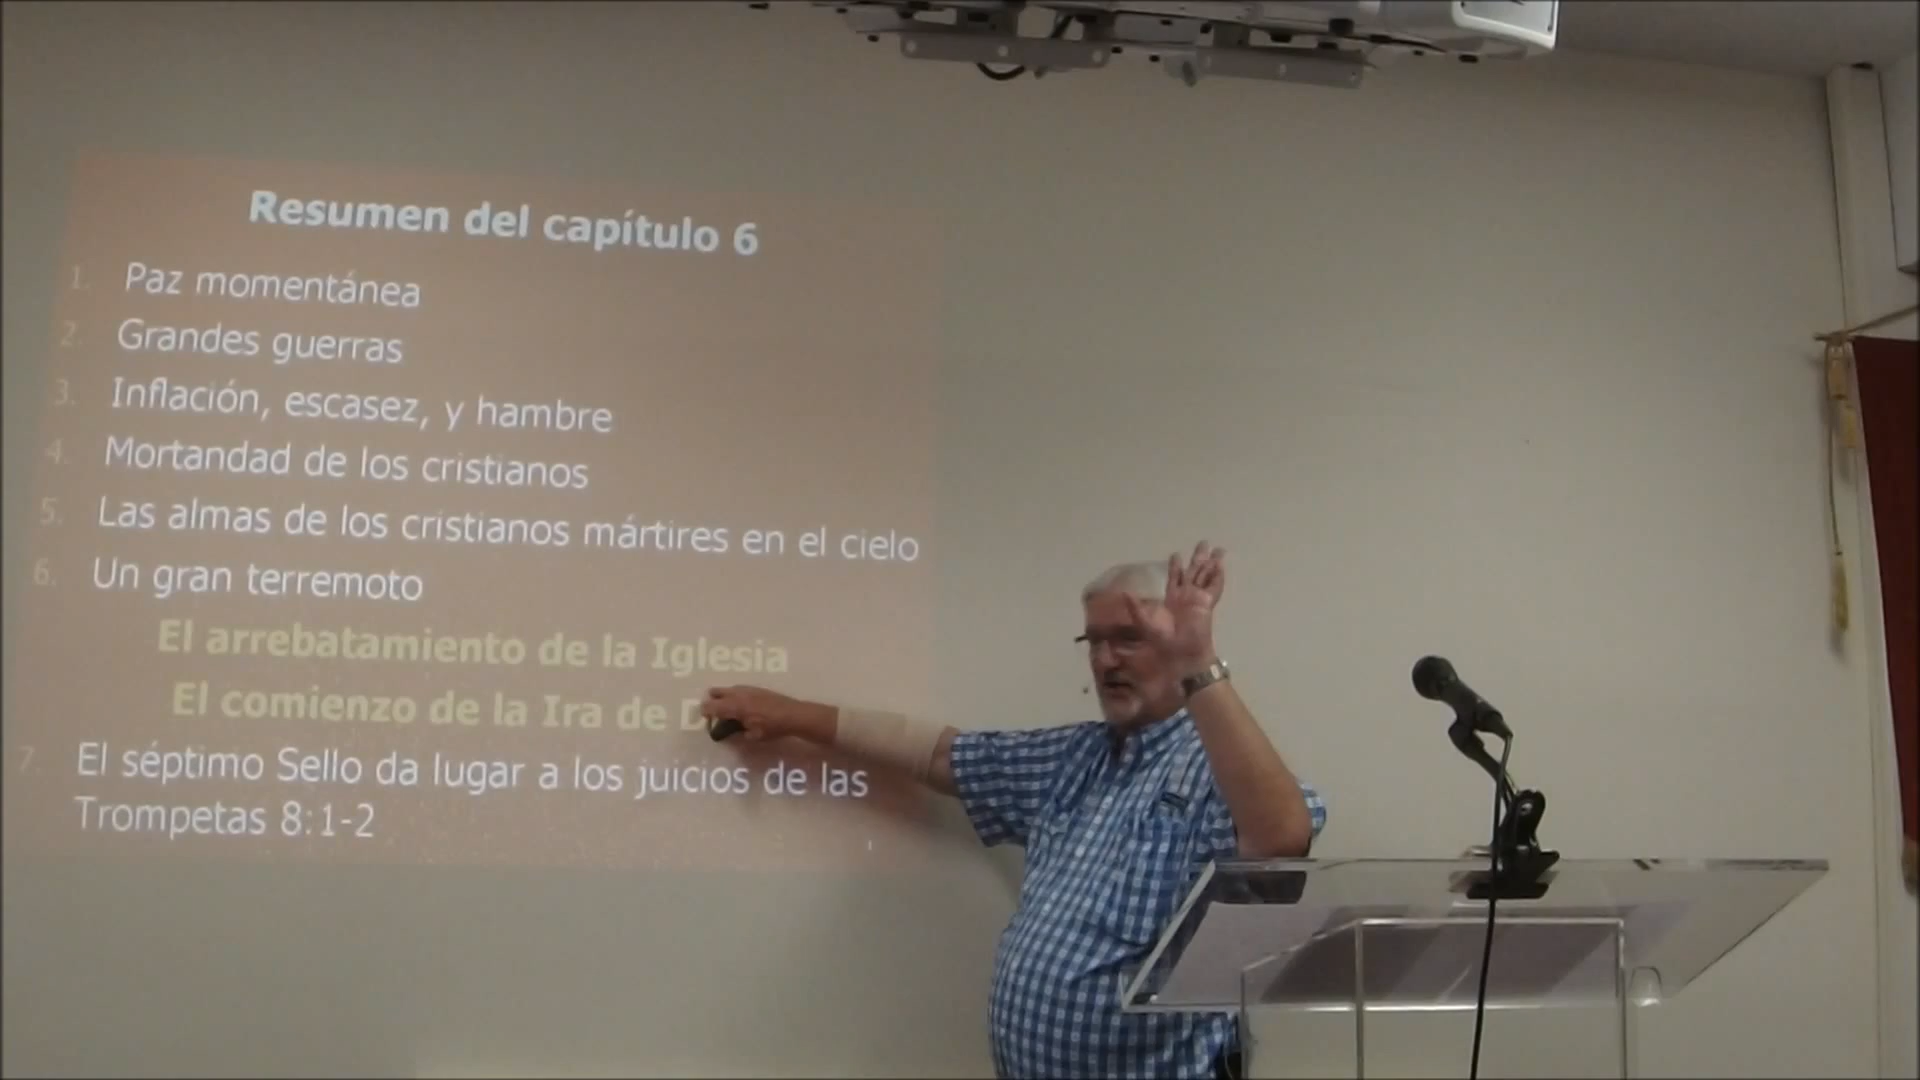 Resumen del capítulo 6
1. Paz momentánea
2. Grandes guerras
3. Inflación, escasez, y hambre
4. Mortandad de los cristianos
5. Las almas de los cristianos mártires en el cielo
6. Un gran terremoto
El arrebatamiento de la Iglesia
El comienzo de la Ira de D
7. El séptimo Sello da lugar a los juicios de las
Trompetas 8:1-2